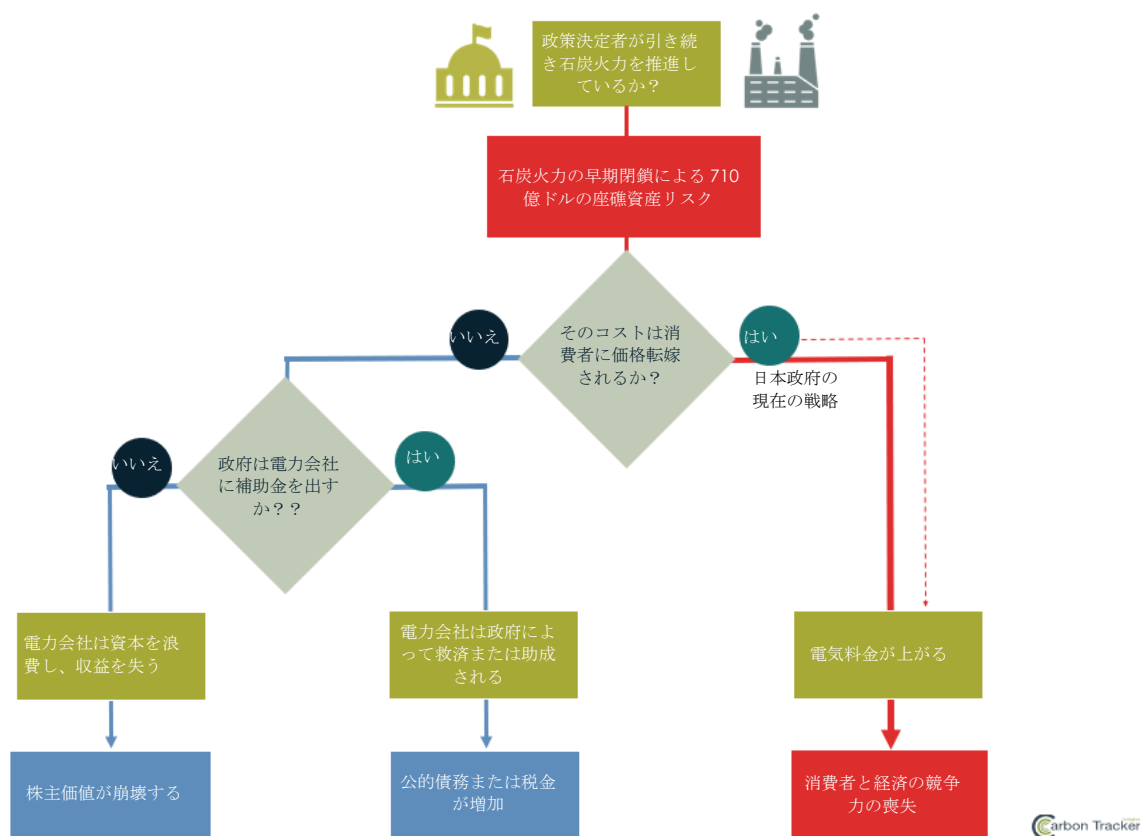 政策決定者が引き続
き石炭火力を推進し
ているか？
石炭火力の早期閉鎖による 710
億ドルの座礁資産リスク
そのコストは消
費者に価格転嫁
されるか？
いいえ
はい
日本政府の
現在の戦略
政府は電力会社
に補助金を出す
か？？
いいえ
はい
電力会社は資本を浪
費し、収益を失う
電力会社は政府によ
って救済または助成
される
電気料金が上がる
株主価値が崩壊する
公的債務または税金
が増加
消費者と経済の競争
力の喪失
Carbon Tracker